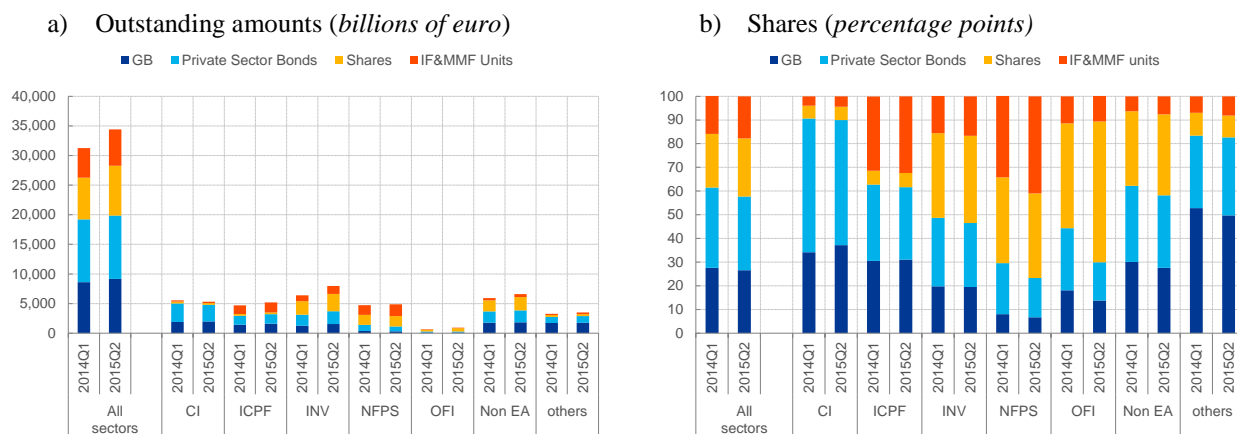 a) Outstanding amounts (billions of euro)
GB Private Sector Bonds Shares IF&MMF Units
40,000
35,000
30,000
25,000
20,000
15,000
10,000
5,000
0
2014Q1 2015Q2 2014Q1 2015Q2 2014Q1 2015Q2 2014Q1 2015Q2 2014Q1 2015Q2 2014Q1 2015Q2 2014Q1 2015Q2 2014Q1 2015Q2
All sectors CI ICPF INV NFPS OFI Non EA others
b) Shares (percentage points)
GB Private Sector Bonds Shares IF&MMF units
100
90
80
70
60
50
40
30
20
10
0
2014Q1 2015Q2 2014Q1 2015Q2 2014Q1 2015Q2 2014Q1 2015Q2 2014Q1 2015Q2 2014Q1 2015Q2 2014Q1 2015Q2 2014Q1 2015Q2
All sectors CI ICPF INV NFPS OFI Non EA others